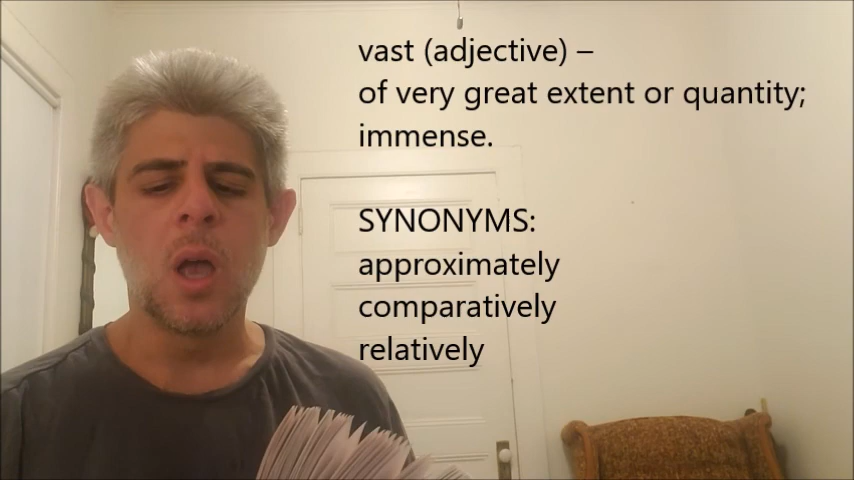 vast (adjective) –
of very great extent or quantity;
immense.
SYNONYMS:
approximately
comparatively
relatively